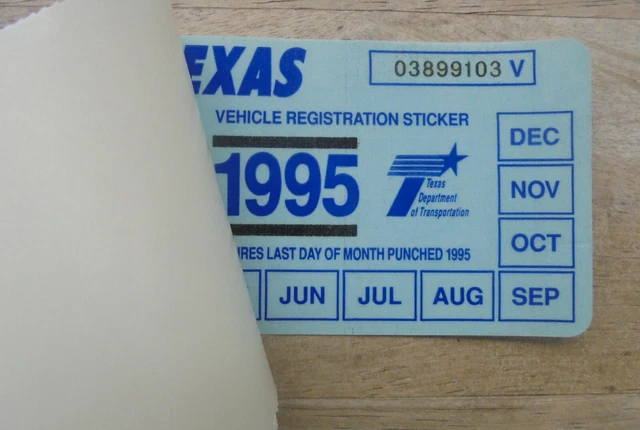 EXAS
03899103 V
VEHICLE REGISTRATION STICKER
1995
Texas
Department
of Transportation
IRES LAST DAY OF MONTH PUNCHED 1995
DEC
NOV
OCT
JUN JUL AUG SEP